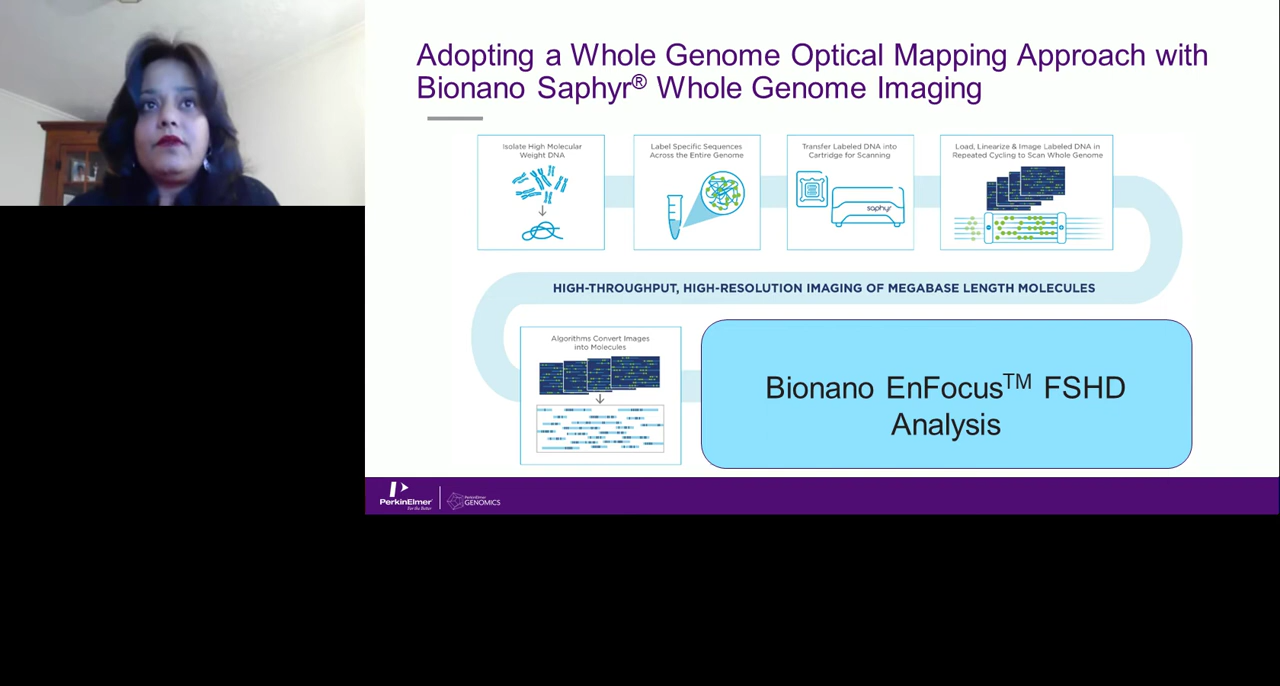 Adopting a Whole Genome Optical Mapping Approach with
Bionano Saphyr® Whole Genome Imaging
Isolate High Molecular
Weight DNA
Label Specific Sequences
Across the Entire Genome
Transfer Labeled DNA into
Cartridge for Scanning
saphyr
Load, Linearize & Image Labeled DNA in
Repeated Cycling to Scan Whole Genome
HIGH-THROUGHPUT, HIGH-RESOLUTION IMAGING OF MEGABASE LENGTH MOLECULES
Algorithms Convert Images
into Molecules
Bionano EnFocus™ FSHD
Analysis
PerkinElmer®
For the Better
PerkinElmer
GENOMICS